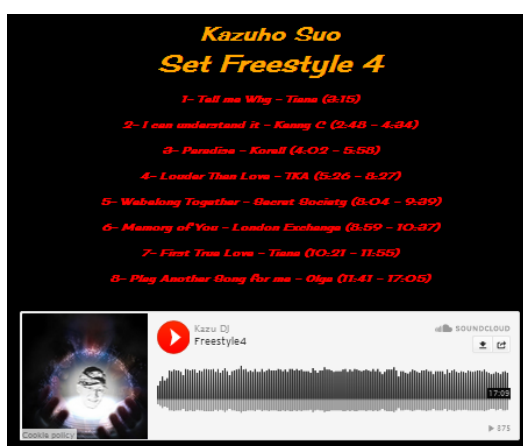 Kazuho Suo
Set Freestyle 4
1- Tell me Why - Tiana (3:15)
2- I can understand it - Kenny C (2:48 - 4:34)
3- Paradise - Korell (4:02 - 5:58)
4- Louder Than Love - TKA (5:26 - 8:27)
5- Webelong Together - Secret Society (8:04 - 9:39)
6- Memory of You - London Exchange (8:59 - 10:37)
7- First True Love - Tiana (10:21 - 11:55)
8- Play Another Song for me - Olga (11:41 - 17:05)
Kazu DJ
Freestyle4
SOUNDCLOUD
17:09
375
Cookie policy